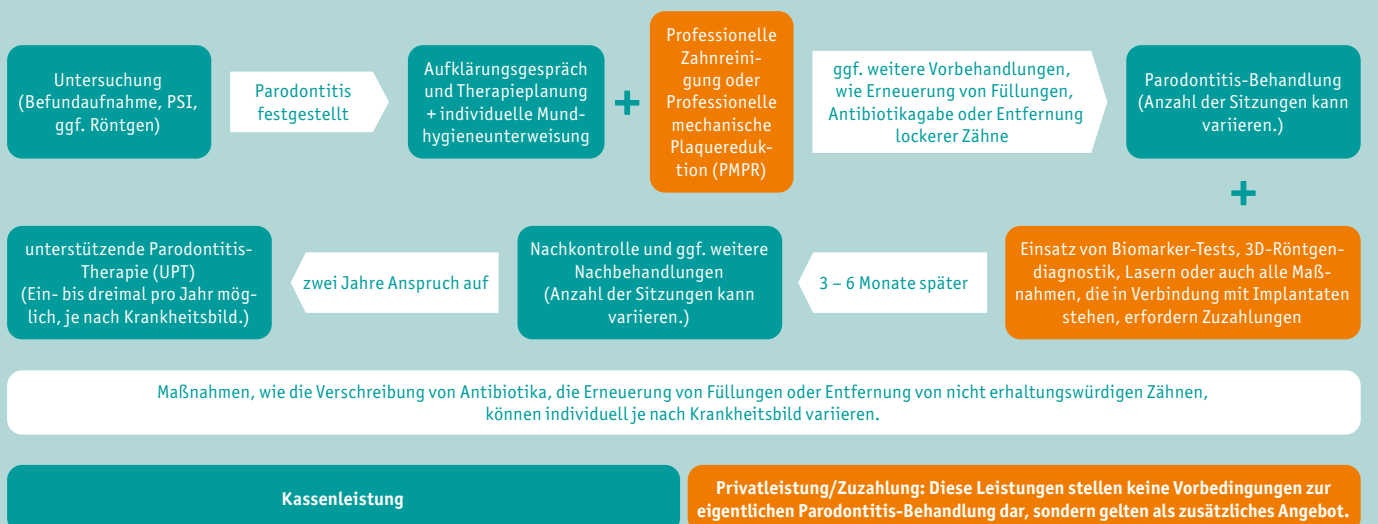 Untersuchung
(Befundaufnahme, PSI,
ggf. Röntgen)
Parodontitis
festgestellt
Aufklärungsgespräch
und Therapieplanung
+ individuelle Mund-
hygieneunterweisung
+
Professionelle
Zahnreini-
gung oder
Professionelle
mechanische
Plaquereduk-
tion (PMPR)
ggf. weitere Vorbehandlungen,
wie Erneuerung von Füllungen,
Antibiotikagabe oder Entfernung
lockerer Zähne
Parodontitis-Behandlung
(Anzahl der Sitzungen kann
variieren.)
+
Einsatz von Biomarker-Tests, 3D-Röntgen-
diagnostik, Lasern oder auch alle Maß-
nahmen, die in Verbindung mit Implantaten
stehen, erfordern Zuzahlungen
3 – 6 Monate später
Nachkontrolle und ggf. weitere
Nachbehandlungen
(Anzahl der Sitzungen kann
variieren.)
zwei Jahre Anspruch auf
unterstützende Parodontitis-
Therapie (UPT)
(Ein- bis dreimal pro Jahr mög-
lich, je nach Krankheitsbild.)
Maßnahmen, wie die Verschreibung von Antibiotika, die Erneuerung von Füllungen oder Entfernung von nicht erhaltungswürdigen Zähnen,
können individuell je nach Krankheitsbild variieren.
Kassenleistung
Privatleistung/Zuzahlung: Diese Leistungen stellen keine Vorbedingungen zur
eigentlichen Parodontitis-Behandlung dar, sondern gelten als zusätzliches Angebot.